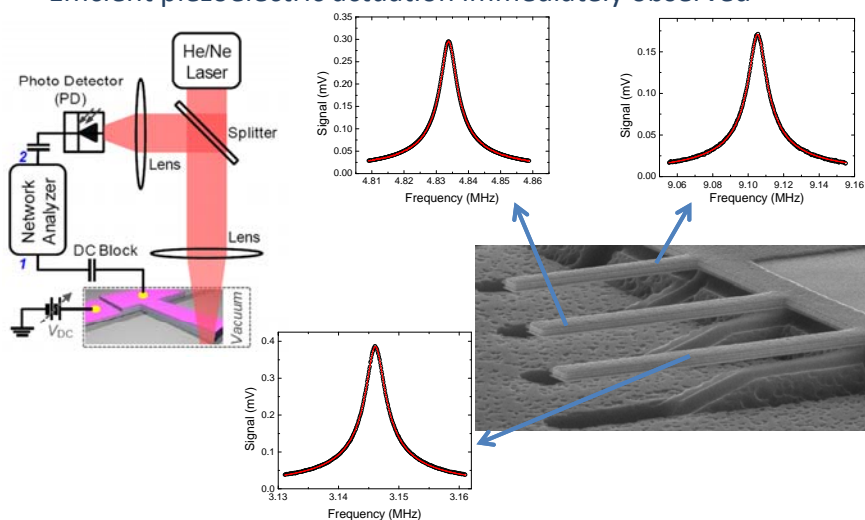 Efficient piezoelectric actuation immediately observed
He/Ne
Laser
Photo Detector
(PD)
Splitter
Lens
2
Network
Analyzer
1
DC Block
Lens
V_DC
Vacuum
0.35
0.30
0.25
0.20
0.15
0.10
0.05
0.00
Signal (mV)
4.81 4.82 4.83 4.84 4.85 4.86
Frequency (MHz)
0.15
0.10
0.05
0.00
Signal (mV)
9.06 9.08 9.10 9.12 9.14 9.16
Frequency (MHz)
0.4
0.3
0.2
0.1
0.0
Signal (mV)
3.13 3.14 3.15 3.16
Frequency (MHz)